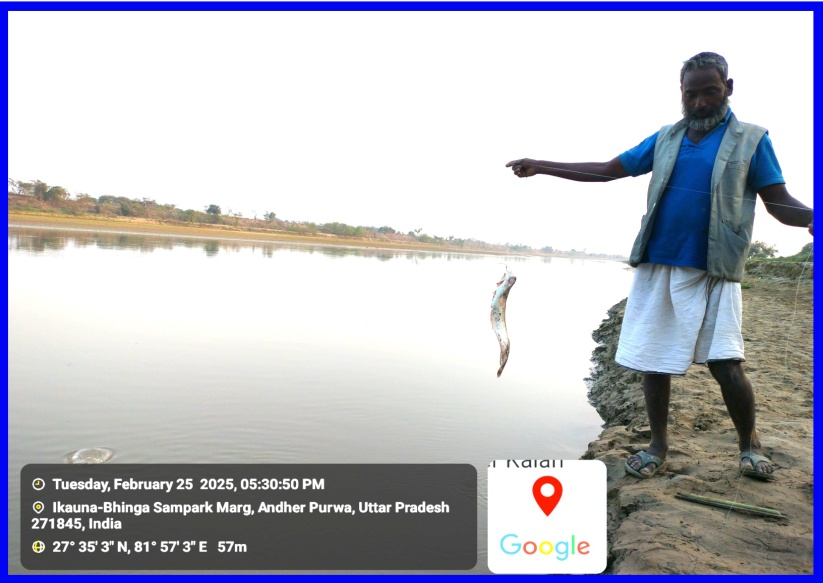 r Kalan
Tuesday, February 25 2025, 05:30:50 PM
Ikauna-Bhinga Sampark Marg, Andher Purwa, Uttar Pradesh
271845, India
27° 35' 3" N, 81° 57' 3" E 57m
Google